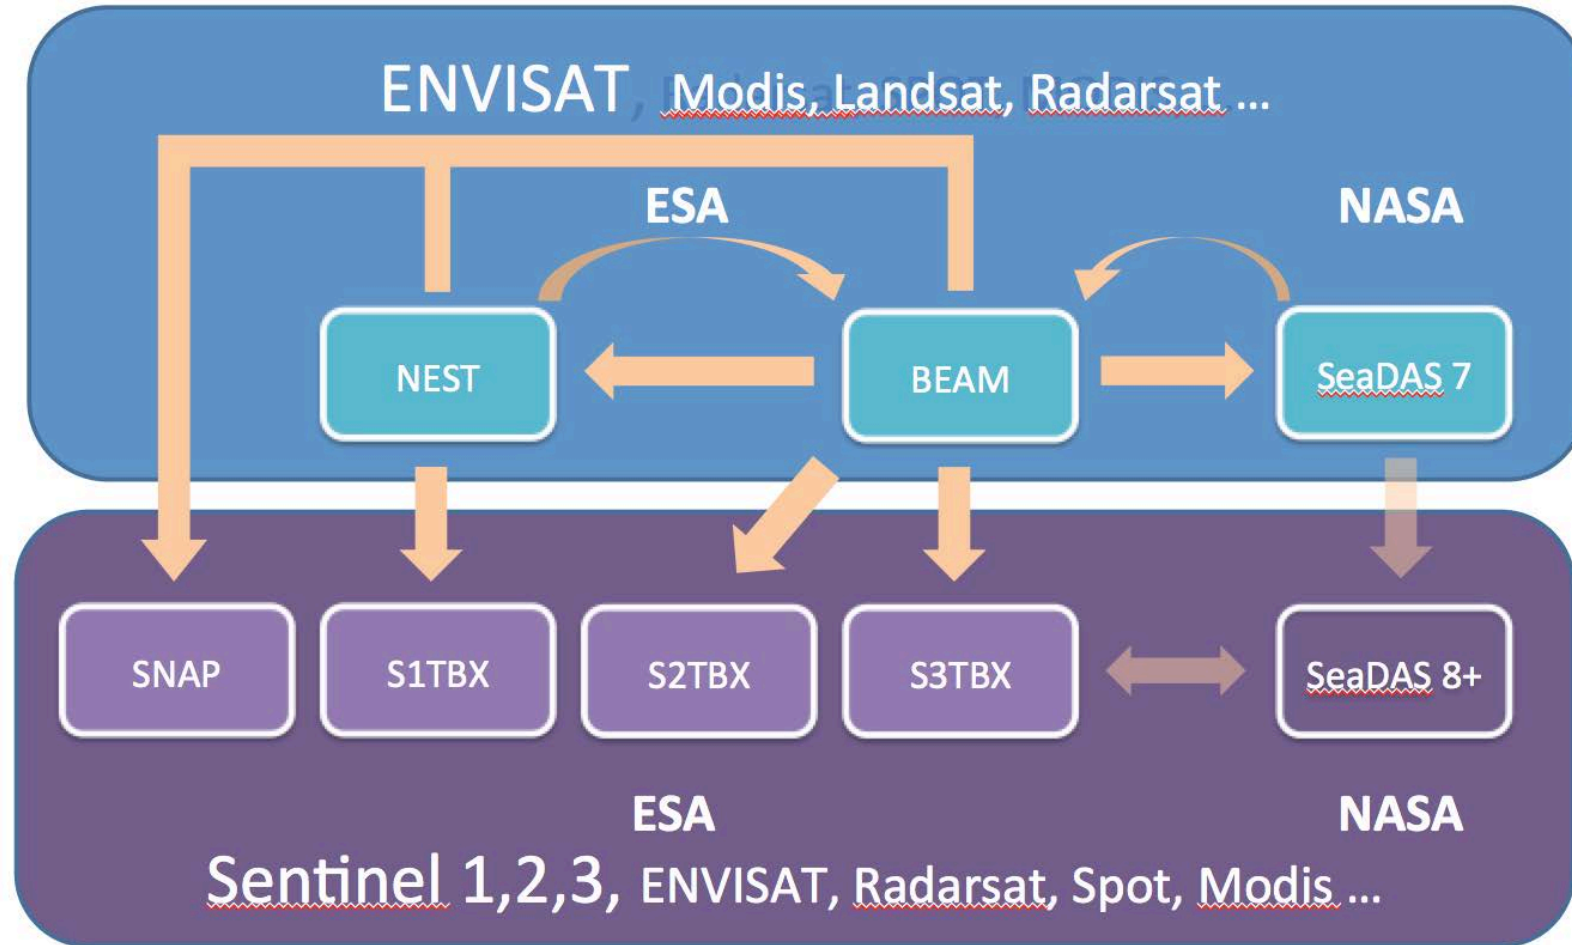 ENVISAT, Modis, Landsat, Radarsat ...
ESA NASA
NEST BEAM SeaDAS 7
SNAP S1TBX S2TBX S3TBX SeaDAS 8+
ESA NASA
Sentinel 1,2,3, ENVISAT, Radarsat, Spot, Modis ...